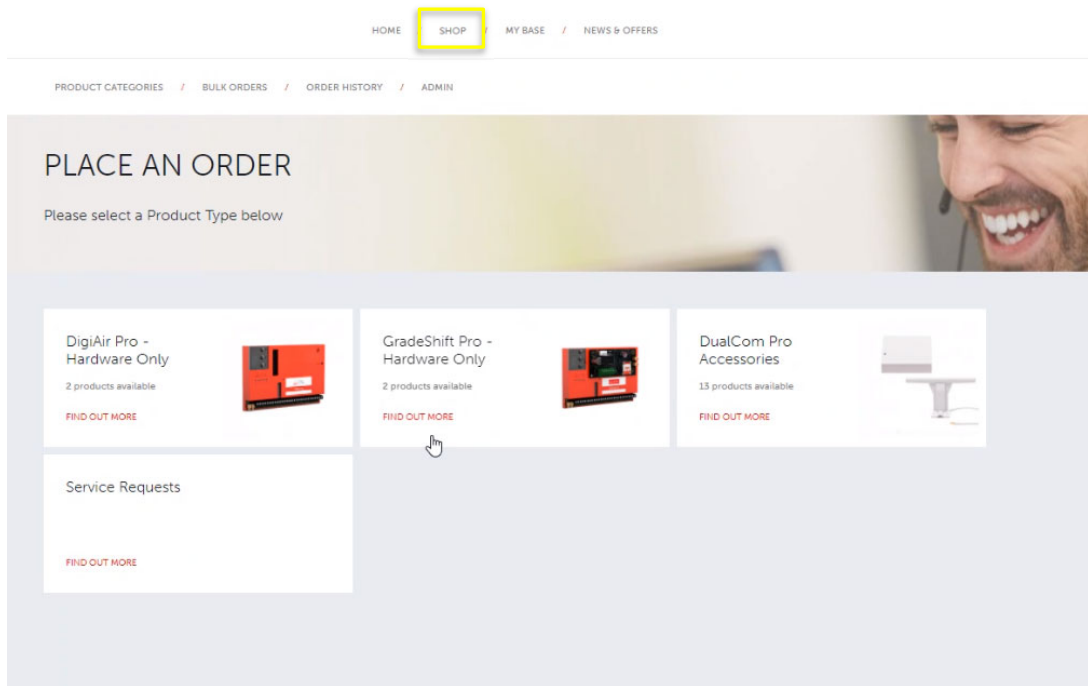 HOME / SHOP / MY BASE / NEWS & OFFERS
PRODUCT CATEGORIES / BULK ORDERS / ORDER HISTORY / ADMIN
PLACE AN ORDER
Please select a Product Type below
DigiAir Pro -
Hardware Only
2 products available
FIND OUT MORE
GradeShift Pro -
Hardware Only
2 products available
FIND OUT MORE
DualCom Pro
Accessories
13 products available
FIND OUT MORE
Service Requests
FIND OUT MORE